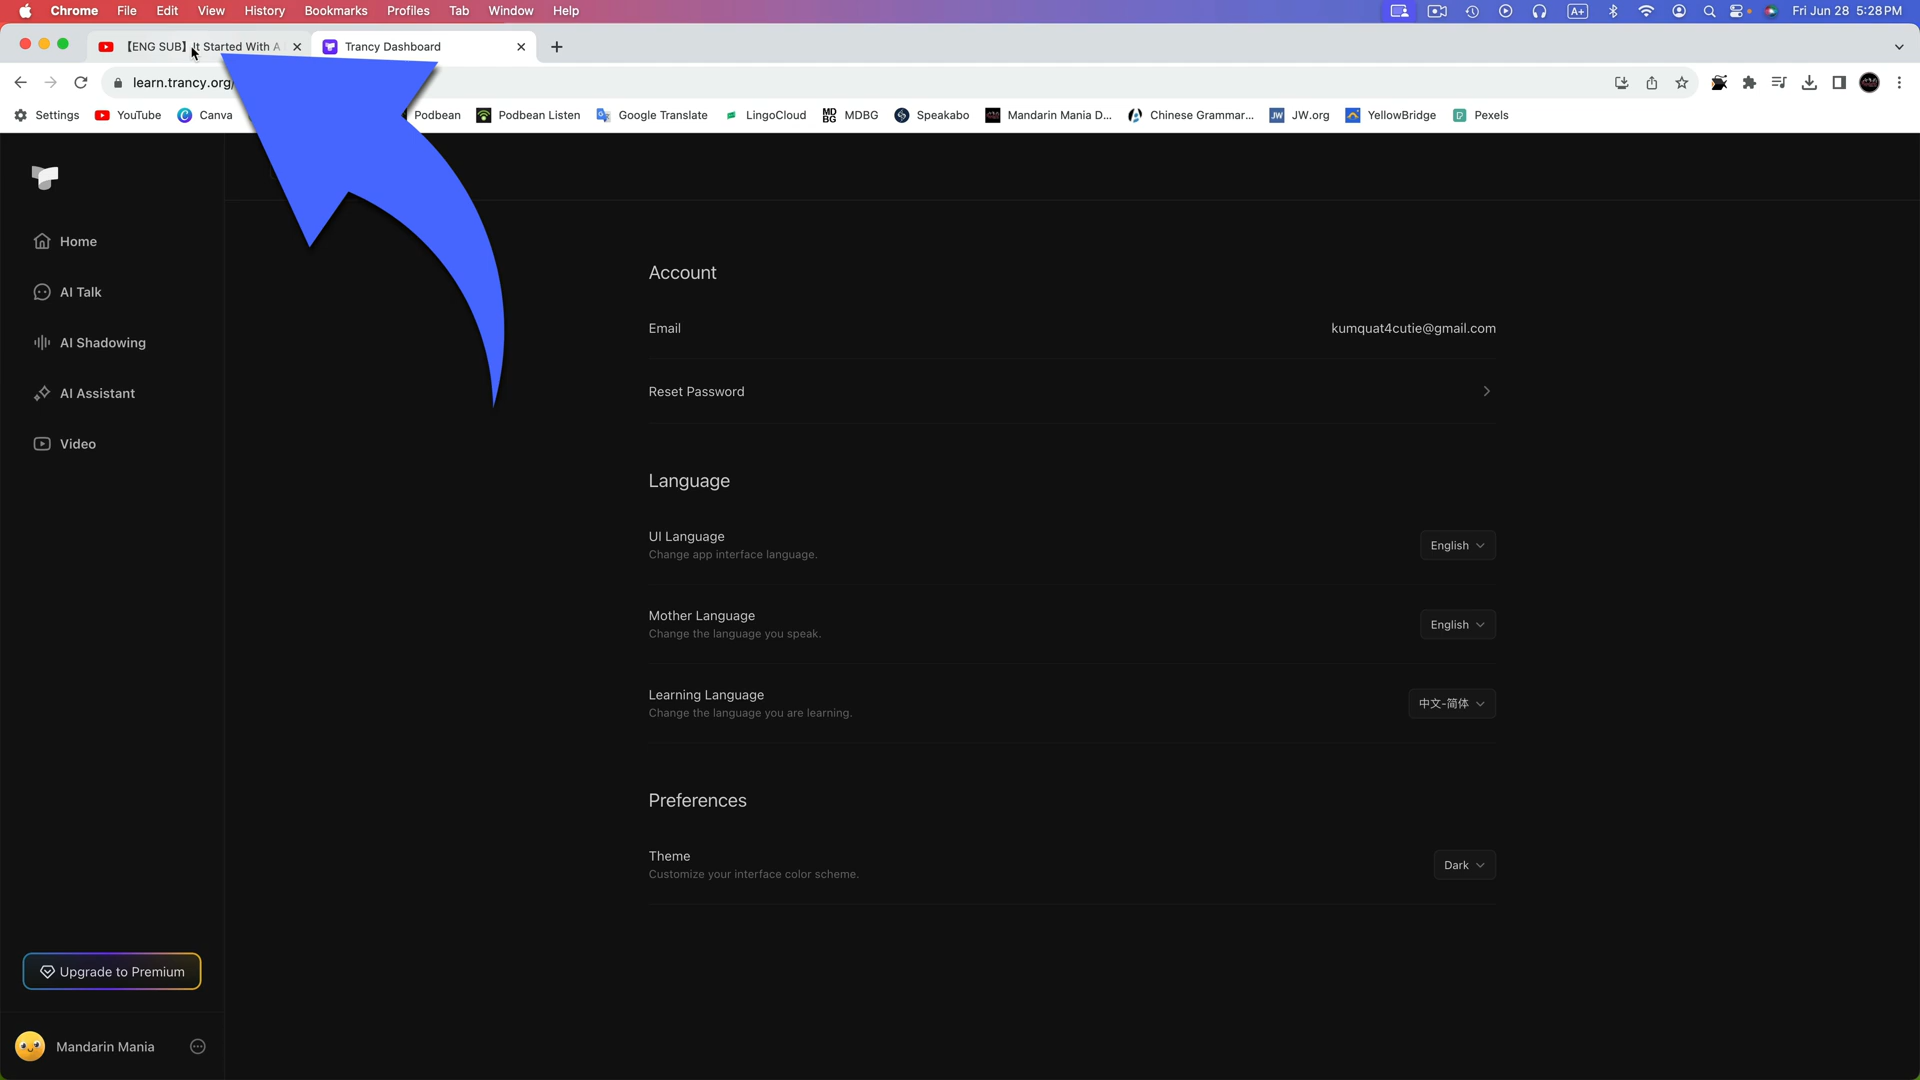 Chrome File Edit View History Bookmarks Profiles Tab Window Help A+ Fri Jun 28 5:28 PM
【ENG SUB】It Started With A Trancy Dashboard
learn.trancy.org/
Settings YouTube Canva Podbean Podbean Listen Google Translate LingoCloud MDBG Speakabo Mandarin Mania D... Chinese Grammar... JW JW.org YellowBridge Pexels
Home
AI Talk
AI Shadowing
AI Assistant
Video
Account
Email kumquat4cutie@gmail.com
Reset Password
Language
UI Language
Change app interface language.
English
Mother Language
Change the language you speak.
English
Learning Language
Change the language you are learning.
中文-简体
Preferences
Theme
Customize your interface color scheme.
Dark
Upgrade to Premium
Mandarin Mania